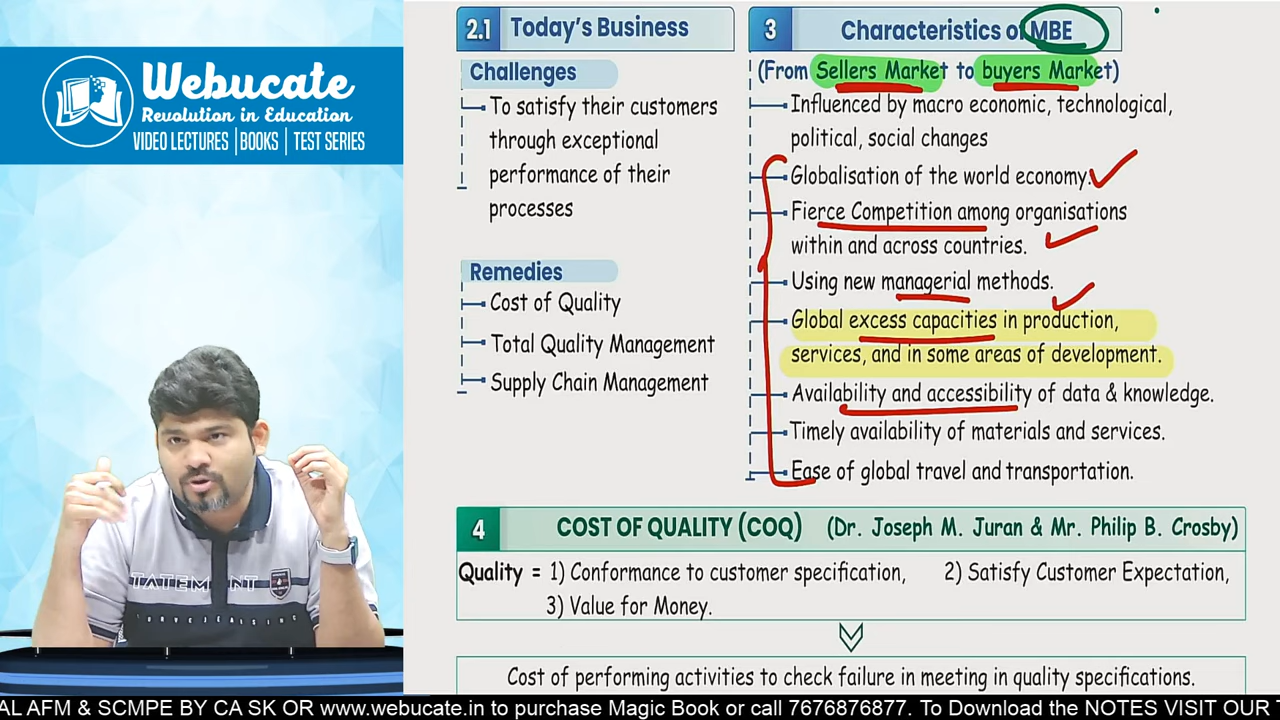 Webucate
Revolution in Education
VIDEO LECTURES | BOOKS | TEST SERIES
2.1 Today's Business
Challenges
To satisfy their customers
through exceptional
performance of their
processes
Remedies
Cost of Quality
Total Quality Management
Supply Chain Management
3 Characteristics of MBE
(From Sellers Market to buyers Market)
Influenced by macro economic, technological,
political, social changes
Globalisation of the world economy.
Fierce Competition among organisations
within and across countries.
Using new managerial methods.
Global excess capacities in production,
services, and in some areas of development.
Availability and accessibility of data & knowledge.
Timely availability of materials and services.
Ease of global travel and transportation.
4 COST OF QUALITY (COQ) (Dr. Joseph M. Juran & Mr. Philip B. Crosby)
Quality = 1) Conformance to customer specification, 2) Satisfy Customer Expectation,
3) Value for Money.
Cost of performing activities to check failure in meeting in quality specifications.
TATEMENT
AL AFM & SCMPE BY CA SK OR www.webucate.in to purchase Magic Book or call 7676876877. To Download the NOTES VISIT OUR